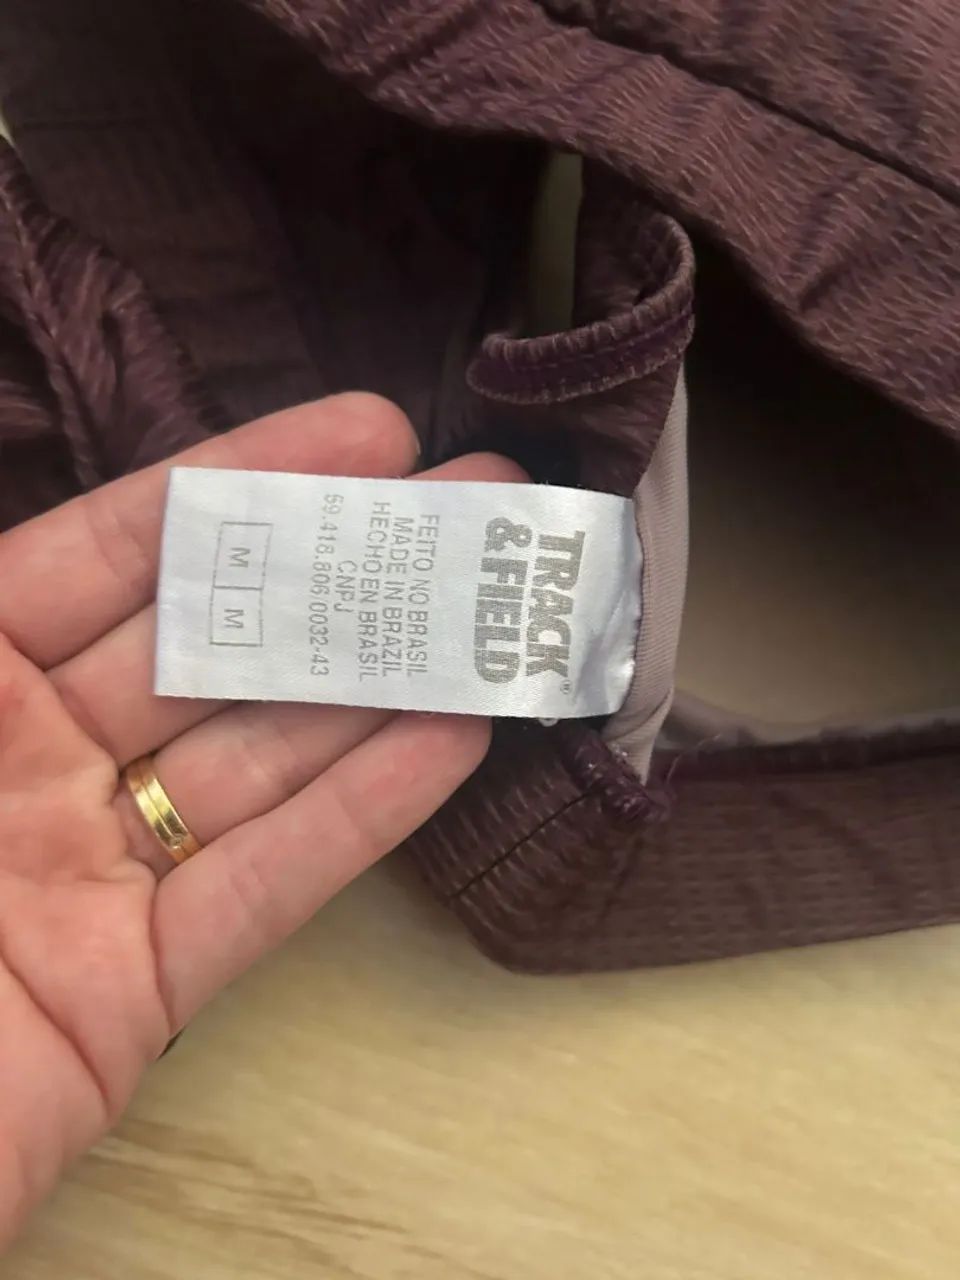 TRACK
& FIELD®
FEITO NO BRASIL
MADE IN BRAZIL
HECHO EN BRASIL
CNPJ
59.418.806.0032-43
M M